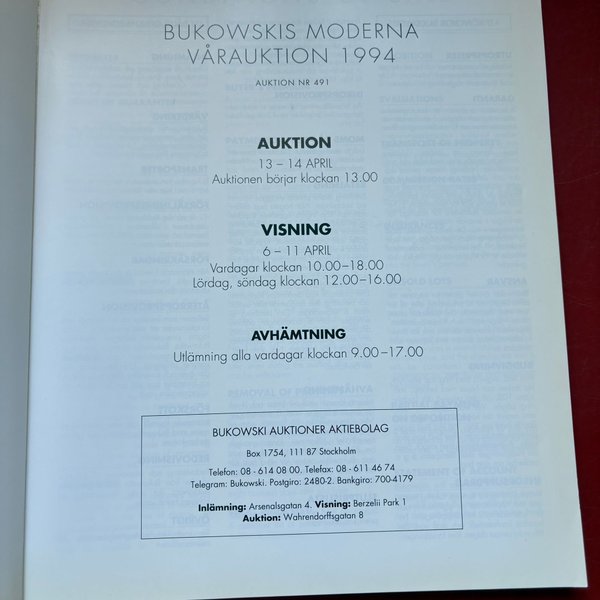 BUKOWSKIS MODERNA
VÅRAUKTION 1994
AUKTION NR 491
AUKTION
13 – 14 APRIL
Auktionen börjar klockan 13.00
VISNING
6 – 11 APRIL
Vardagar klockan 10.00–18.00
Lördag, söndag klockan 12.00–16.00
AVHÄMTNING
Utlämning alla vardagar klockan 9.00–17.00
BUKOWSKI AUKTIONER AKTIEBOLAG
Box 1754, 111 87 Stockholm
Telefon: 08 - 614 08 00. Telefax: 08 - 611 46 74
Telegram: Bukowski. Postgiro: 2480-2. Bankgiro: 700-4179
Inlämning: Arsenalsgatan 4. Visning: Berzelii Park 1
Auktion: Wahrendorffsgatan 8